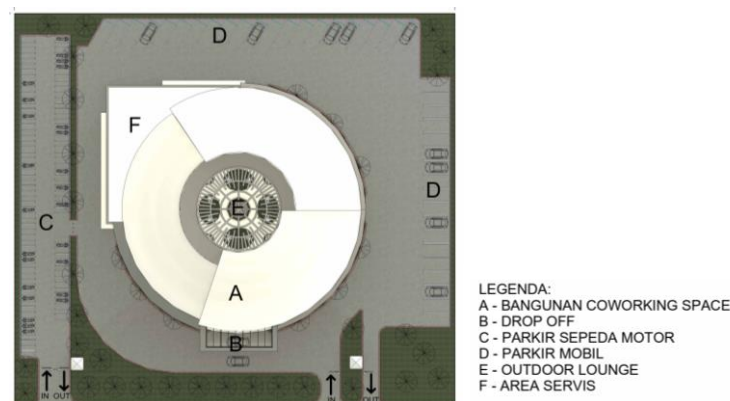 D
F
D
E
C
A
B
IN OUT
IN OUT
LEGENDA:
A - BANGUNAN COWORKING SPACE
B - DROP OFF
C - PARKIR SEPEDA MOTOR
D - PARKIR MOBIL
E - OUTDOOR LOUNGE
F - AREA SERVIS